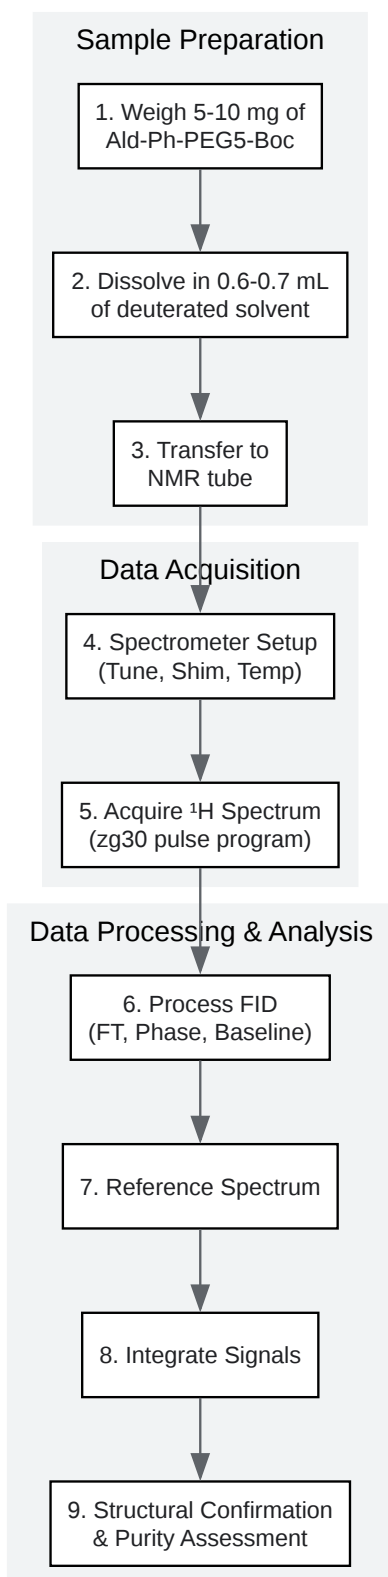 Sample Preparation
1. Weigh 5-10 mg of
Ald-Ph-PEG5-Boc
2. Dissolve in 0.6-0.7 mL
of deuterated solvent
3. Transfer to
NMR tube
Data Acquisition
4. Spectrometer Setup
(Tune, Shim, Temp)
5. Acquire ¹H Spectrum
(zg30 pulse program)
Data Processing & Analysis
6. Process FID
(FT, Phase, Baseline)
7. Reference Spectrum
8. Integrate Signals
9. Structural Confirmation
& Purity Assessment